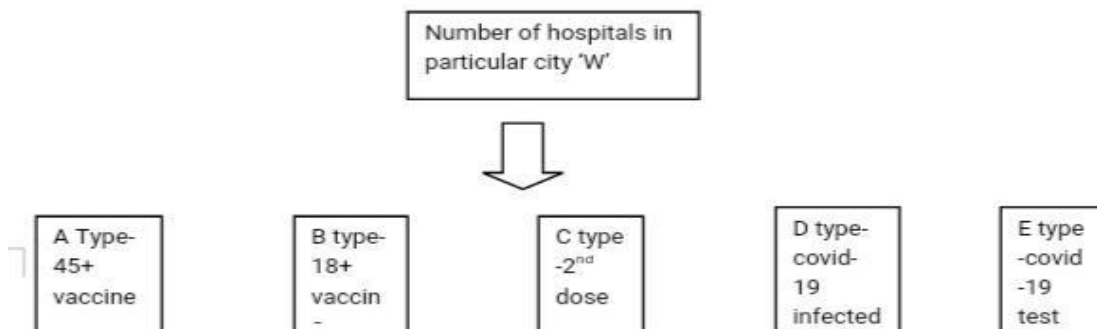 Number of hospitals in
particular city ‘W’
A Type-
45+
vaccine
B type-
18+
vaccin
C type
-2nd
dose
D type-
covid-
19
infected
E type
-covid
-19
test